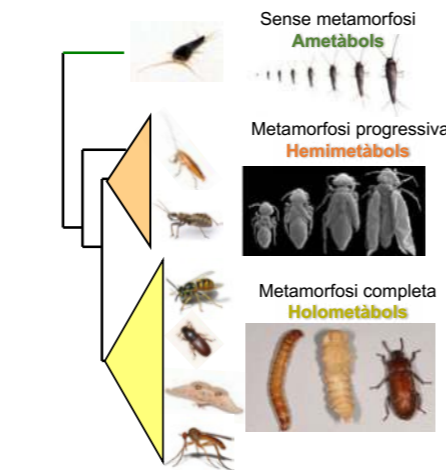 Sense metamorfosi
Ametàbols
Metamorfosi progressiva
Hemimetàbols
Metamorfosi completa
Holometàbols